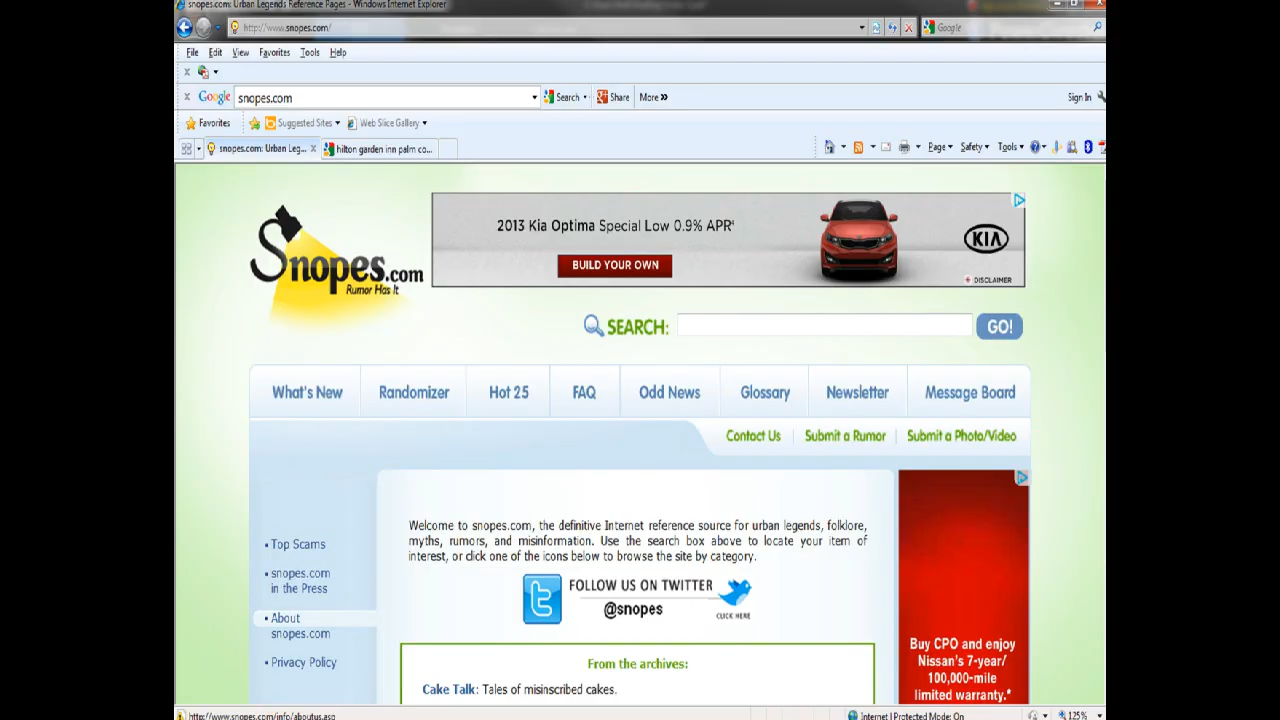 snopes.com: Urban Legends Reference Pages - Windows Internet Explorer
http://www.snopes.com/
Google
File Edit View Favorites Tools Help
x
x Google snopes.com Search Share More » Sign In
Favorites Suggested Sites Web Slice Gallery
snopes.com: Urban Leg... x hilton garden inn palm co... Page Safety Tools
2013 Kia Optima Special Low 0.9% APR
BUILD YOUR OWN
KIA
+ DISCLAIMER
Snopes.com
Rumor Has It
SEARCH: GO!
What's New Randomizer Hot 25 FAQ Odd News Glossary Newsletter Message Board
Contact Us Submit a Rumor Submit a Photo/Video
Welcome to snopes.com, the definitive Internet reference source for urban legends, folklore,
myths, rumors, and misinformation. Use the search box above to locate your item of
interest, or click one of the icons below to browse the site by category.
• Top Scams
• snopes.com
in the Press
• About
snopes.com
• Privacy Policy
t FOLLOW US ON TWITTER
@snopes
CLICK HERE
From the archives:
Cake Talk: Tales of misinscribed cakes.
Buy CPO and enjoy
Nissan's 7-year/
100,000-mile
limited warranty.*
http://www.snopes.com/info/aboutus.asp Internet | Protected Mode: On 125%